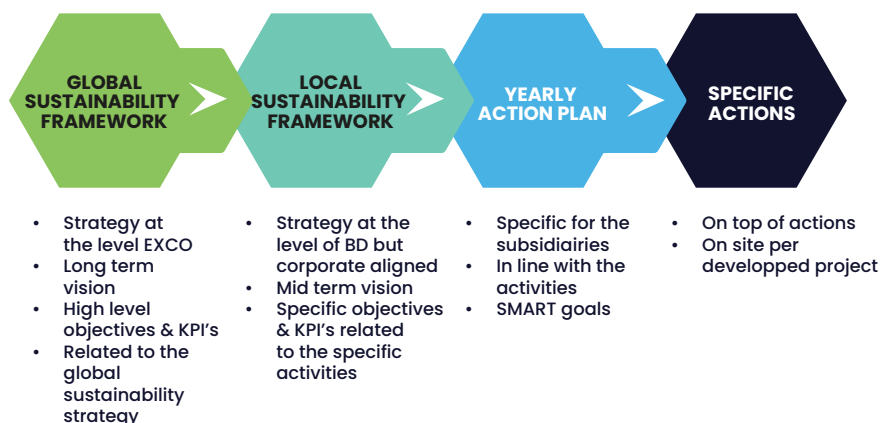 GLOBAL
SUSTAINABILITY
FRAMEWORK
LOCAL
SUSTAINABILITY
FRAMEWORK
YEARLY
ACTION PLAN
SPECIFIC
ACTIONS
• Strategy at
the level EXCO
• Long term
vision
• High level
objectives & KPI's
• Related to the
global
sustainability
strategy
• Strategy at the
level of BD but
corporate aligned
• Mid term vision
• Specific objectives
& KPI's related
to the specific
activities
• Specific for the
subsidiairies
• In line with the
activities
• SMART goals
• On top of actions
• On site per
developped project